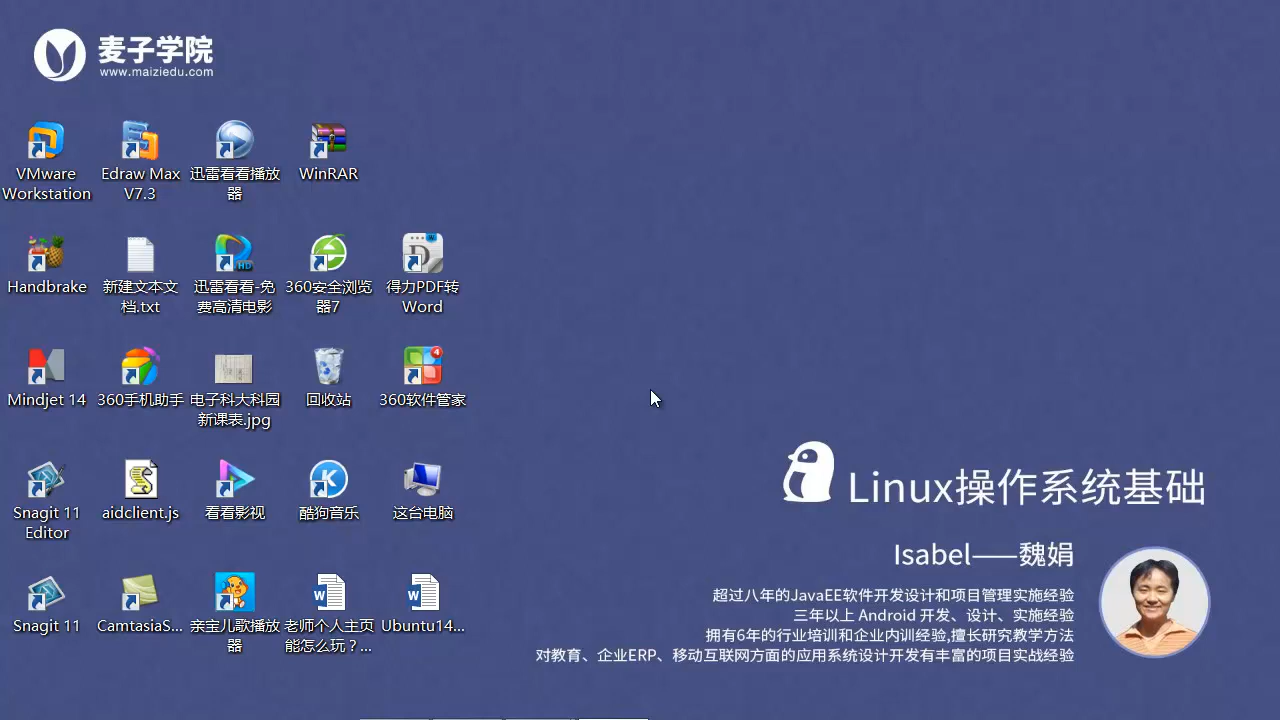 麦子学院
www.maiziedu.com
VMware
Workstation
Edraw Max
V7.3
迅雷看看播放
器
WinRAR
Handbrake
新建文本文
档.txt
迅雷看看-免
费高清电影
360安全浏览
器7
得力PDF转
Word
Mindjet 14
360手机助手
电子科大科园
新课表.jpg
回收站
360软件管家
Snagit 11
Editor
aidclient.js
看看影视
酷狗音乐
这台电脑
Snagit 11
CamtasiaS...
亲宝儿歌播放
器
老师个人主页
能怎么玩？...
Ubuntu14...
Linux操作系统基础
Isabel——魏娟
超过八年的JavaEE软件开发设计和项目管理实施经验
三年以上 Android 开发、设计、实施经验
拥有6年的行业培训和企业内训经验,擅长研究教学方法
对教育、企业ERP、移动互联网方面的应用系统设计开发有丰富的项目实战经验